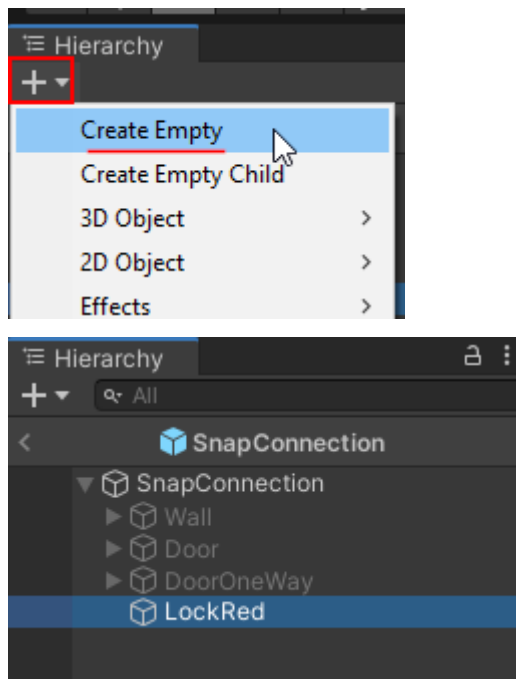 Hierarchy
Create Empty
Create Empty Child
3D Object
2D Object
Effects
Hierarchy
All
SnapConnection
SnapConnection
Wall
Door
DoorOneWay
LockRed